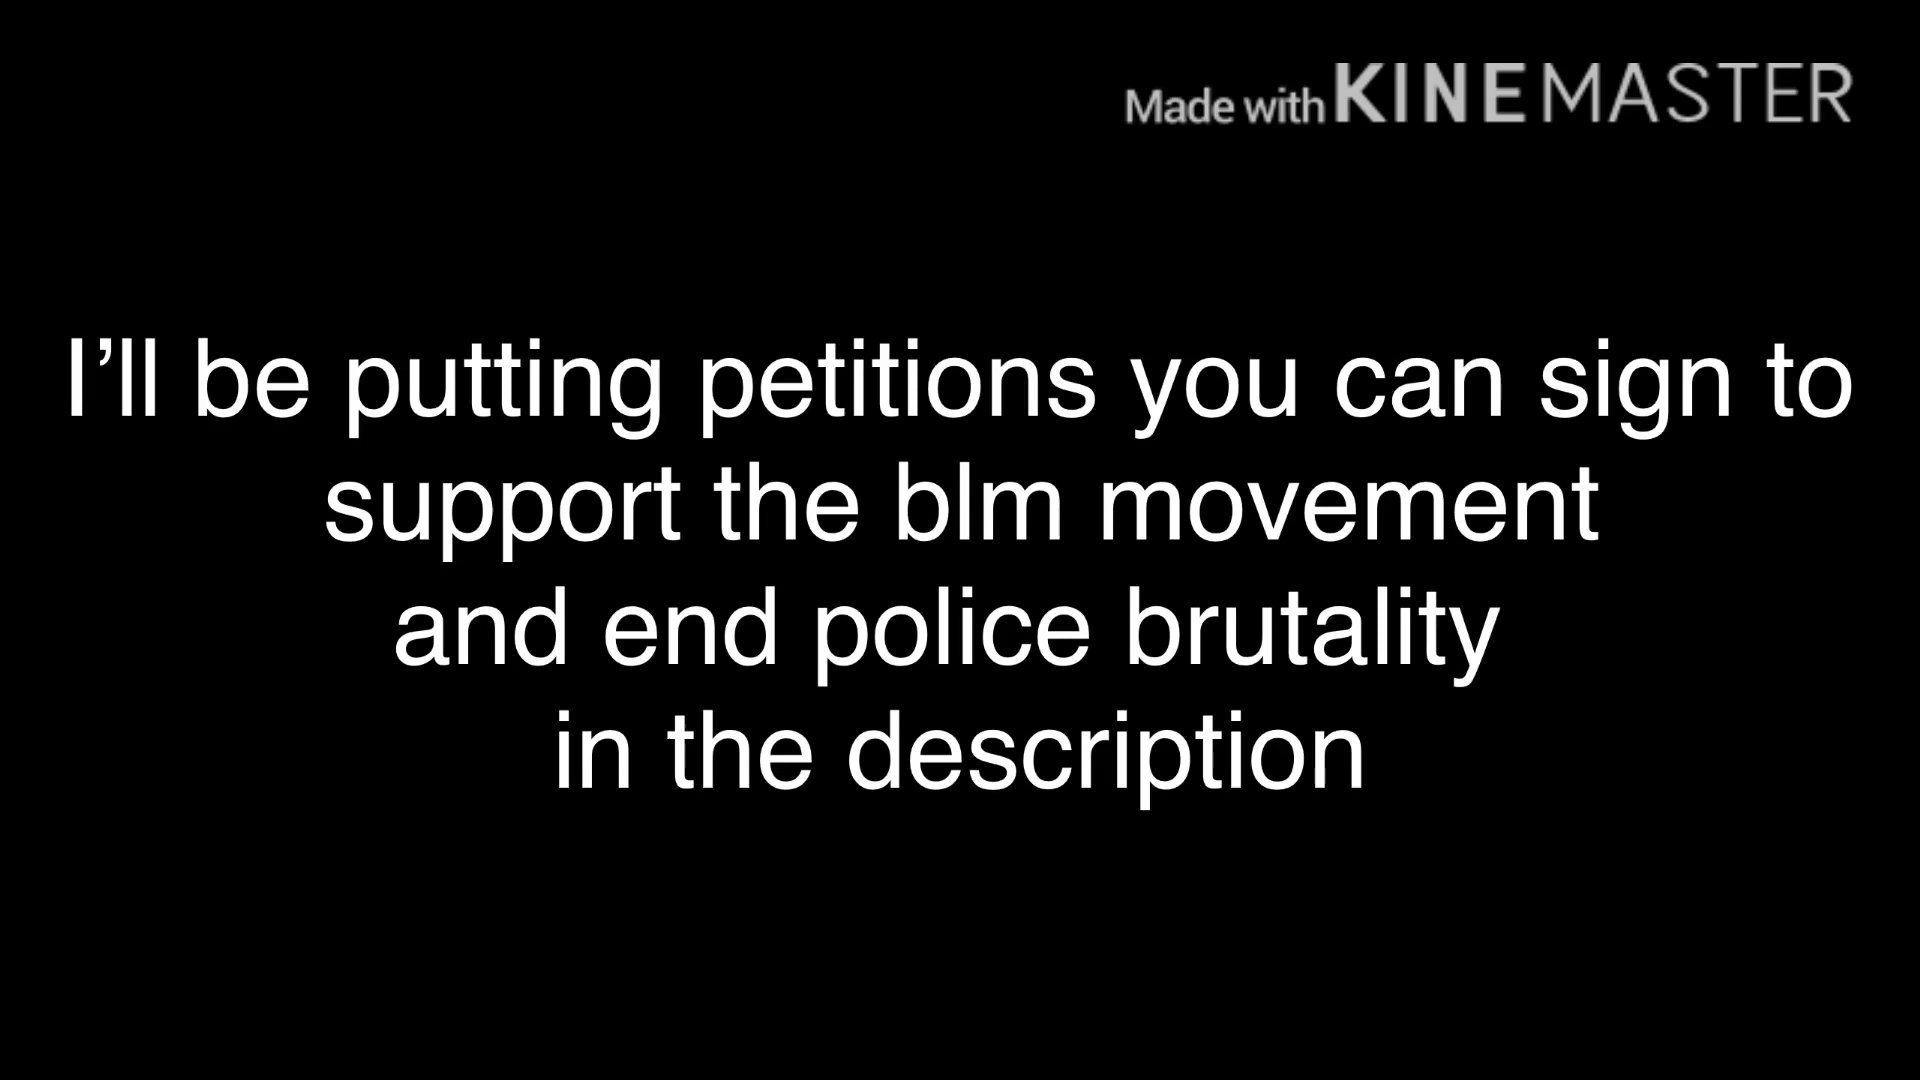 Made with KINEMASTER
I’ll be putting petitions you can sign to
support the blm movement
and end police brutality
in the description